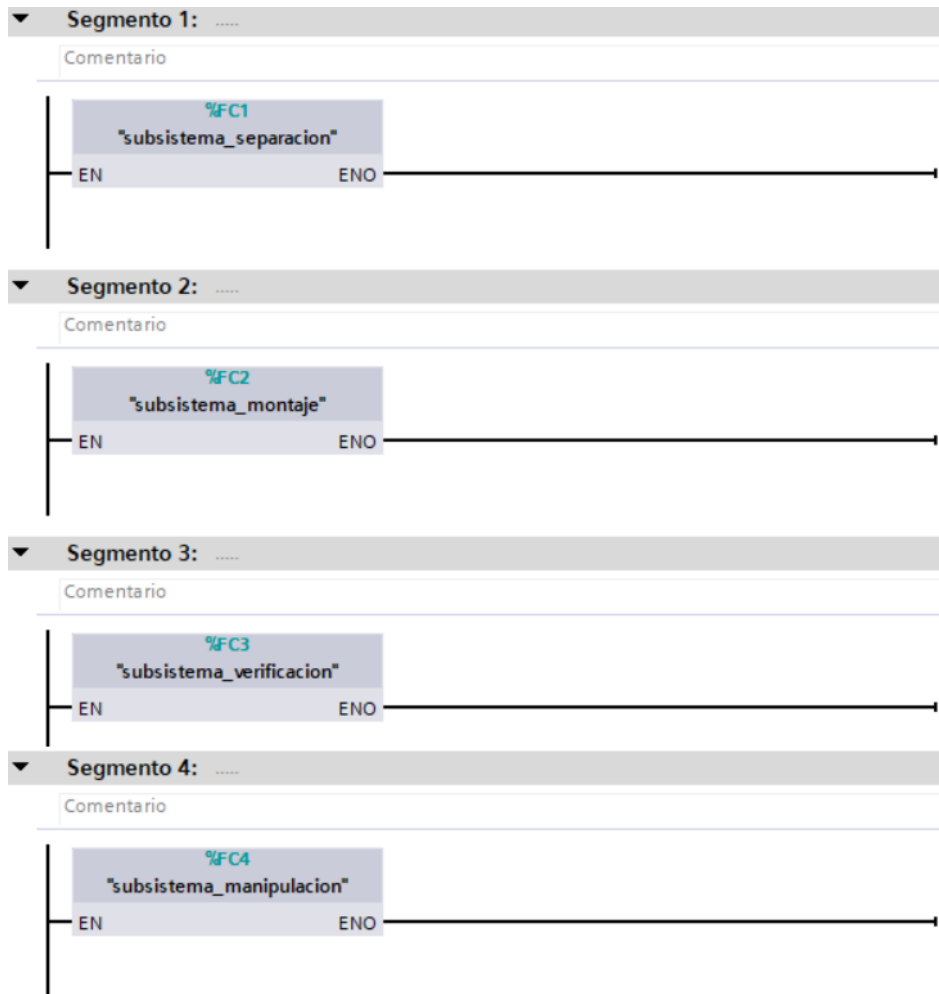 Segmento 1: .....
Comentario
%FC1
"subsistema_separacion"
EN ENO
Segmento 2: .....
Comentario
%FC2
"subsistema_montaje"
EN ENO
Segmento 3: .....
Comentario
%FC3
"subsistema_verificacion"
EN ENO
Segmento 4: .....
Comentario
%FC4
"subsistema_manipulacion"
EN ENO